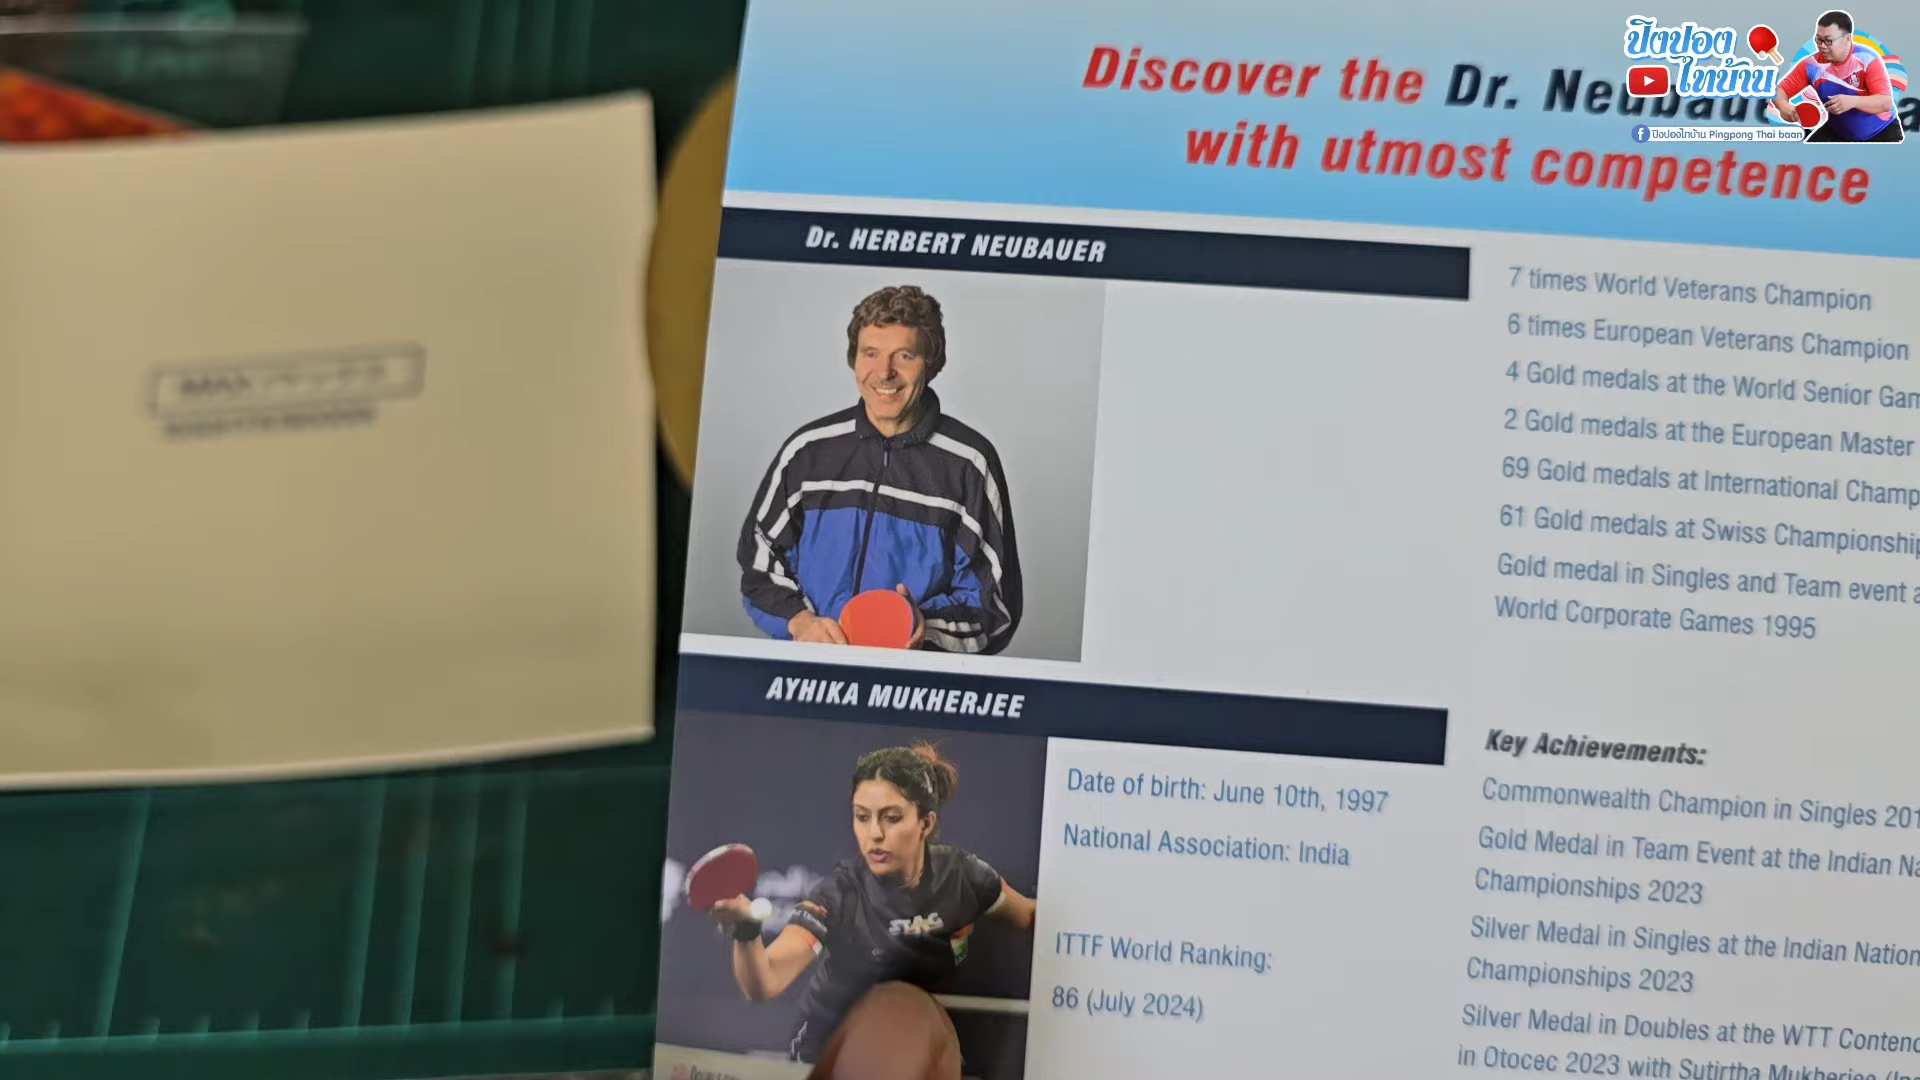 ปิงปอง
ไทบ้าน
ปิงปองไทบ้าน Pingpong Thai baan
Discover the Dr. Neubauer
with utmost competence
Dr. HERBERT NEUBAUER
7 times World Veterans Champion
6 times European Veterans Champion
4 Gold medals at the World Senior Gam
2 Gold medals at the European Master
69 Gold medals at International Champ
61 Gold medals at Swiss Championship
Gold medal in Singles and Team event a
World Corporate Games 1995
AYHIKA MUKHERJEE
STAG
Date of birth: June 10th, 1997
National Association: India
ITTF World Ranking:
86 (July 2024)
Key Achievements:
Commonwealth Champion in Singles 201
Gold Medal in Team Event at the Indian Na
Championships 2023
Silver Medal in Singles at the Indian Nation
Championships 2023
Silver Medal in Doubles at the WTT Contend
in Otocec 2023 with Sutirtha Mukherjee